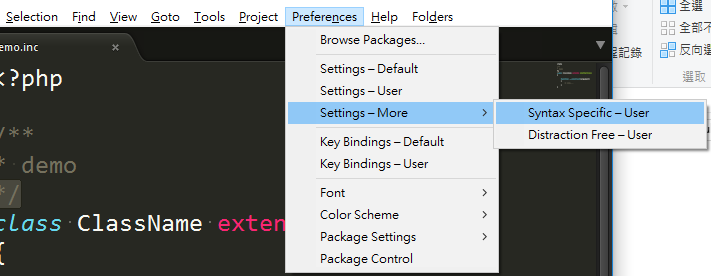 Selection Find View Goto Tools Project Preferences Help Folders
emo.inc ×
<?php
/**
* demo
*/
class ClassName exten
{
Browse Packages...
Settings – Default
Settings – User
Settings – More
Key Bindings – Default
Key Bindings – User
Font
Color Scheme
Package Settings
Package Control
Syntax Specific – User
Distraction Free – User
全選
全部不
反向選
程記錄
選取